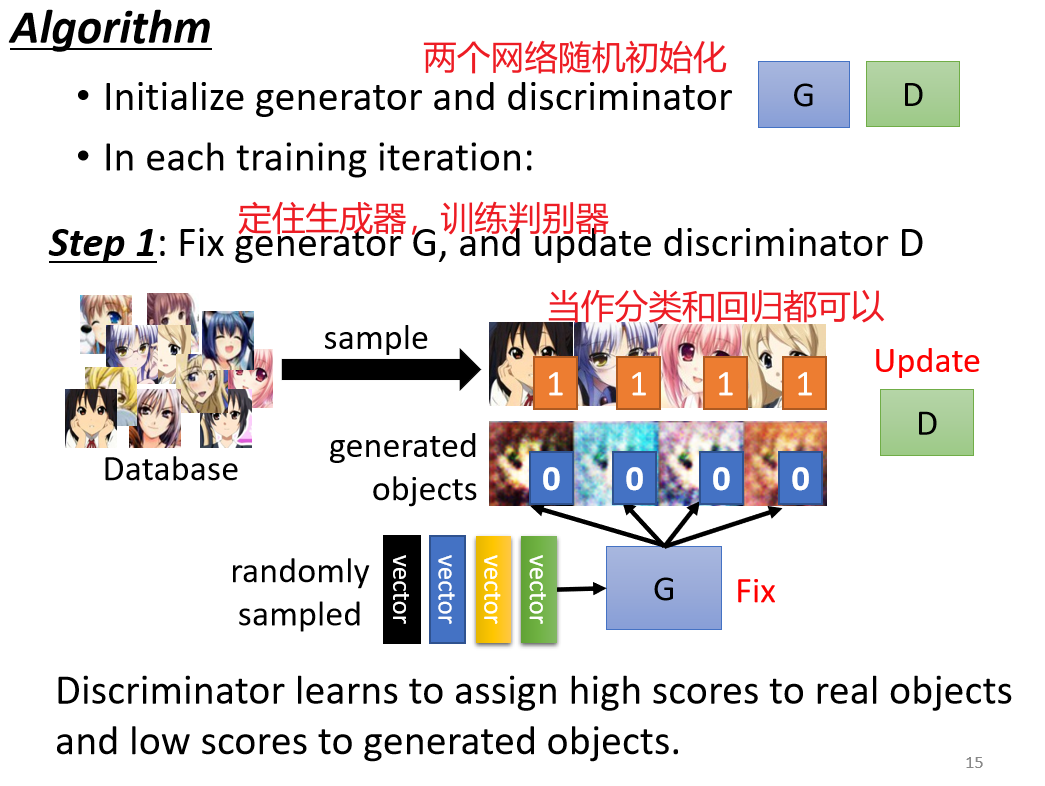 Algorithm
两个网络随机初始化
• Initialize generator and discriminator
G
D
• In each training iteration:
定住生成器，训练判别器
Step 1: Fix generator G, and update discriminator D
当作分类和回归都可以
sample
1
1
1
1
Update
D
Database
generated
objects
0
0
0
0
randomly
sampled
vector
vector
vector
vector
G
Fix
Discriminator learns to assign high scores to real objects
and low scores to generated objects.
15